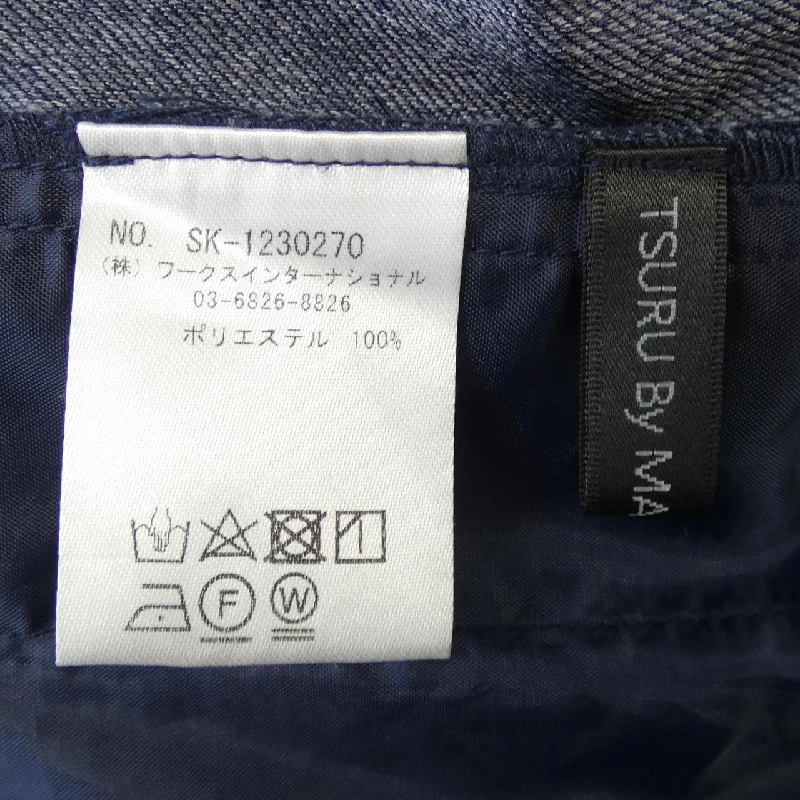 NO. SK-1230270
（株）ワークスインターナショナル
03-6826-8826
ポリエステル 100%
F
W
TSURU By MA